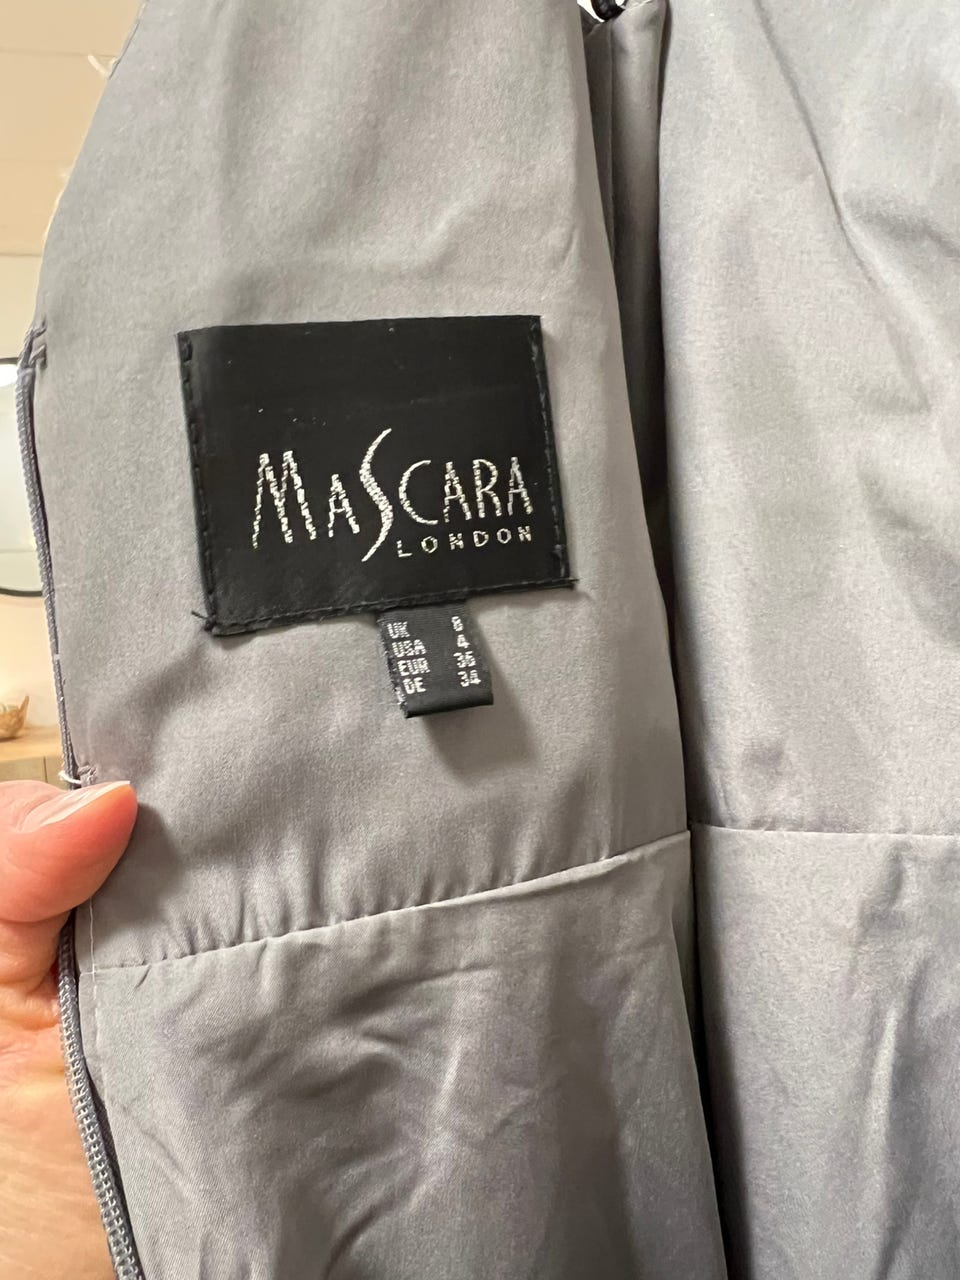 MASCARA
LONDON
UK 8
USA 4
EUR 36
DE 34